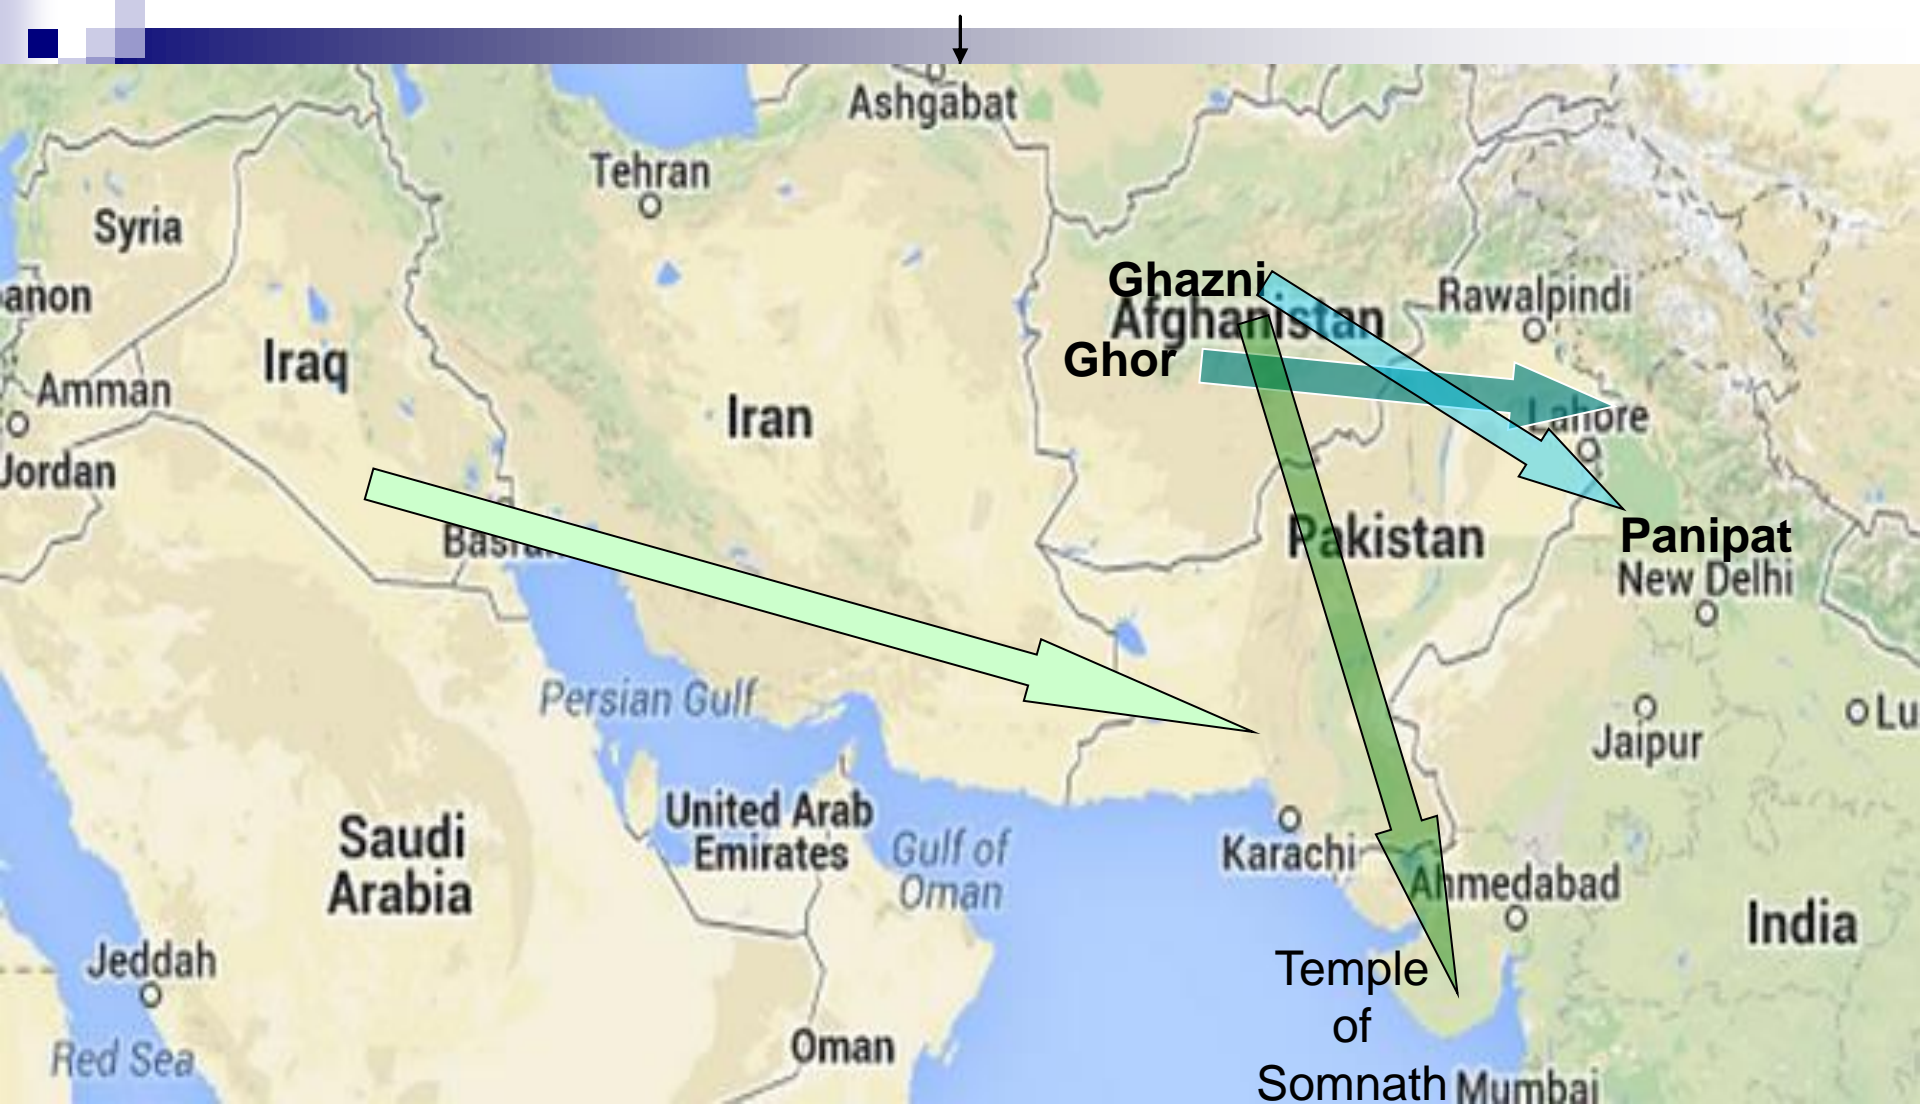 Ashgabat
Tehran
Syria
Ghazni
Rawalpindi
anon
Afghanistan
Ghor
Iraq
Amman
Iran
Lahore
Jordan
Basra
Pakistan
Panipat
New Delhi
Persian Gulf
Jaipur
Lu
United Arab
Emirates
Saudi
Arabia
Gulf of
Oman
Karachi
Ahmedabad
India
Jeddah
Temple
of
Somnath
Oman
Red Sea
Mumbai